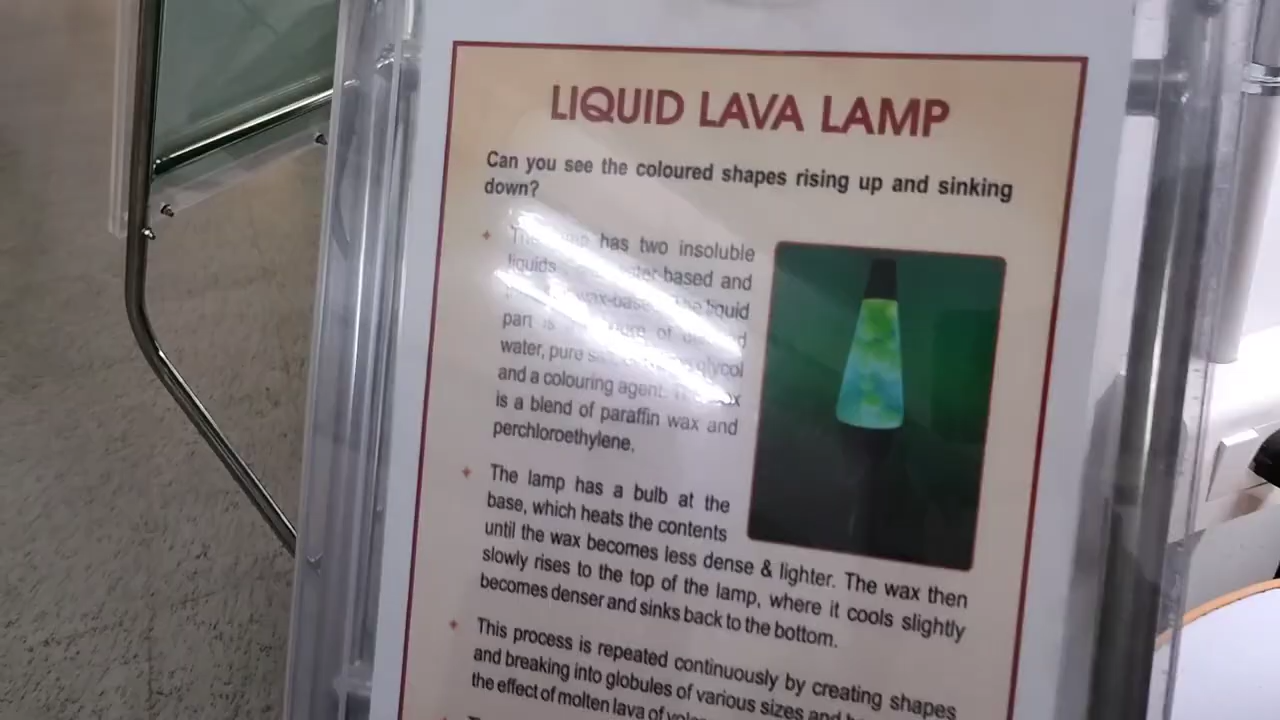 LIQUID LAVA LAMP
Can you see the coloured shapes rising up and sinking
down?
has two insoluble
liquids based and
wax-base liquid
part is of
water, pure glycol
and a colouring agent.
is a blend of paraffin wax and
perchloroethylene.
The lamp has a bulb at the
base, which heats the contents
until the wax becomes less dense & lighter. The wax then
slowly rises to the top of the lamp, where it cools slightly
becomes denser and sinks back to the bottom.
This process is repeated continuously by creating shapes
and breaking into globules of various sizes and
the effect of molten lava of